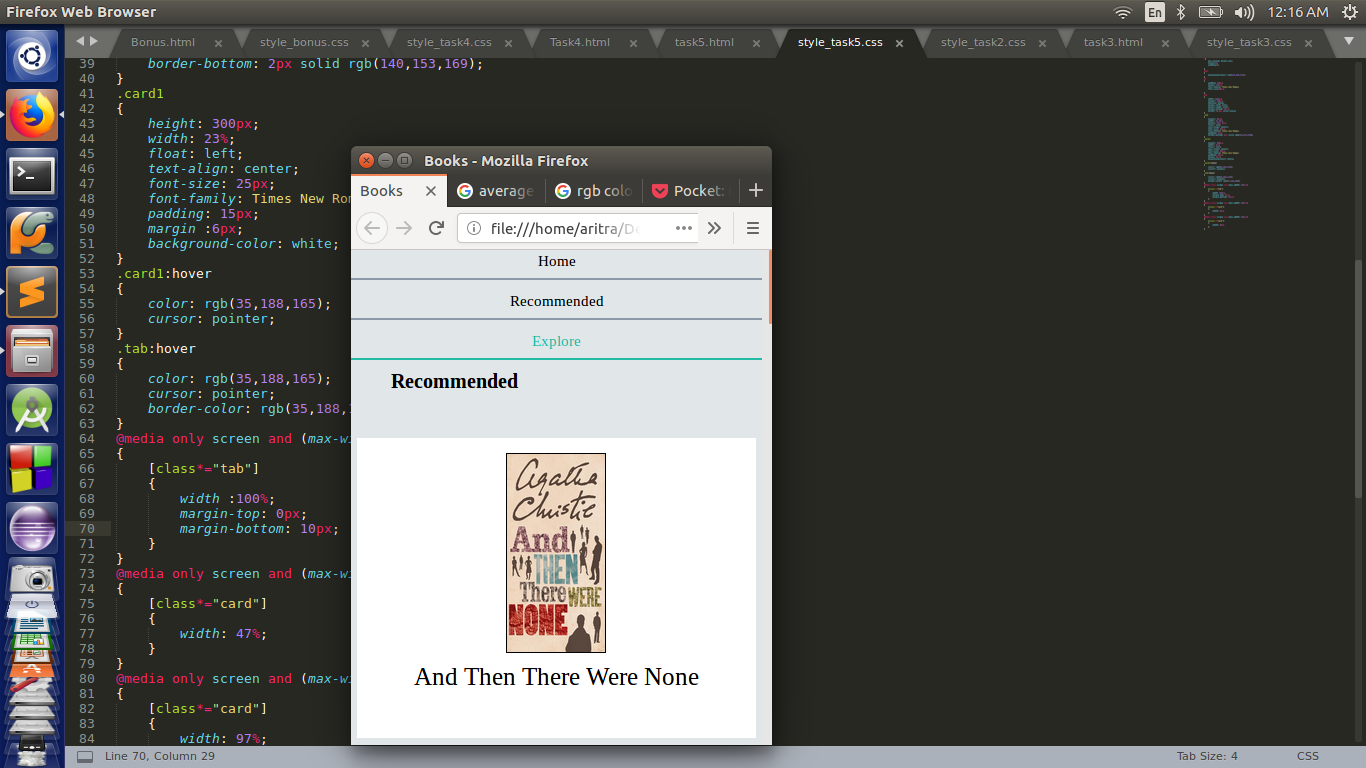 Firefox Web Browser
En
12:16 AM
Bonus.html
style_bonus.css
style_task4.css
Task4.html
task5.html
style_task5.css
style_task2.css
task3.html
style_task3.css
39 border-bottom: 2px solid rgb(140,153,169);
40 }
41 .card1
42 {
43 height: 300px;
44 width: 23%;
45 float: left;
46 text-align: center;
47 font-size: 25px;
48 font-family: Times New Ro
49 padding: 15px;
50 margin :6px;
51 background-color: white;
52 }
53 .card1:hover
54 {
55 color: rgb(35,188,165);
56 cursor: pointer;
57 }
58 .tab:hover
59 {
60 color: rgb(35,188,165);
61 cursor: pointer;
62 border-color: rgb(35,188,
63 }
64 @media only screen and (max-wi
65 {
66 [class*="tab"]
67 {
68 width :100%;
69 margin-top: 0px;
70 margin-bottom: 10px;
71 }
72 }
73 @media only screen and (max-wi
74 {
75 [class*="card"]
76 {
77 width: 47%;
78 }
79 }
80 @media only screen and (max-wi
81 {
82 [class*="card"]
83 {
84 width: 97%;
Books - Mozilla Firefox
Books
average
rgb colo
Pocket:
file:///home/aritra/De
Home
Recommended
Explore
Recommended
Agatha
Christie
And
THEN
There WERE
NONE
And Then There Were None
Line 70, Column 29
Tab Size: 4
CSS